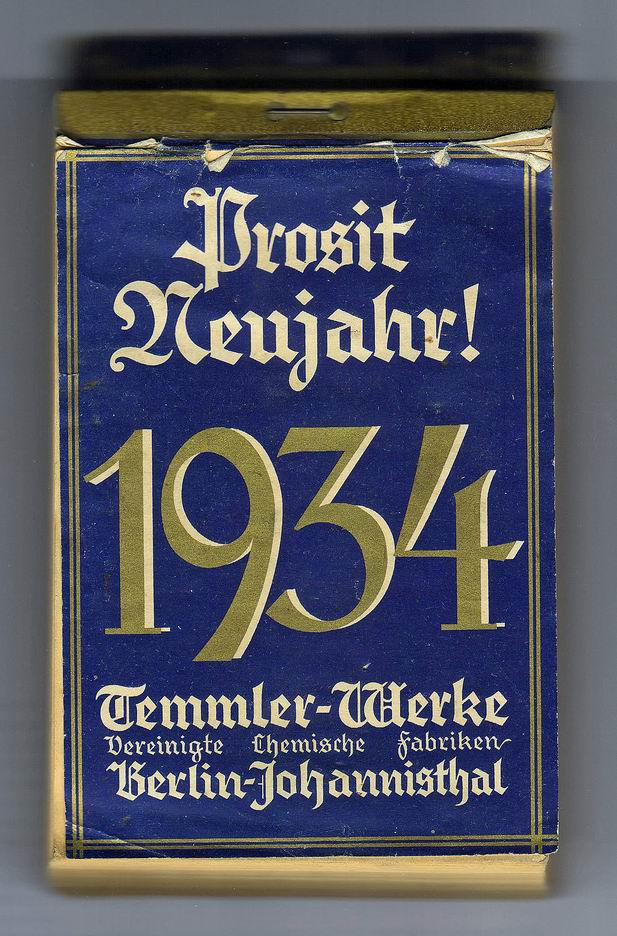 Prosit
Neujahr!
1934
Temmler-Werke
Vereinigte Chemische Fabriken
Berlin-Johannisthal